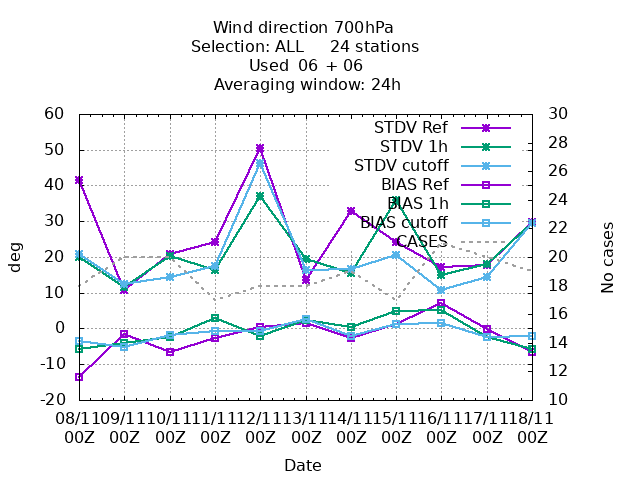 Wind direction 700hPa
Selection: ALL 24 stations
Used 06 + 06
Averaging window: 24h
60 30
50 28
40 26
30 24
20 22
10 20
0 18
-10 16
-20 14
12
10
deg
No cases
STDV Ref
STDV 1h
STDV cutoff
BIAS Ref
BIAS 1h
BIAS cutoff
CASES
08/11 09/11 10/11 11/11 12/11 13/11 14/11 15/11 16/11 17/11 18/11
00Z 00Z 00Z 00Z 00Z 00Z 00Z 00Z 00Z 00Z 00Z
Date